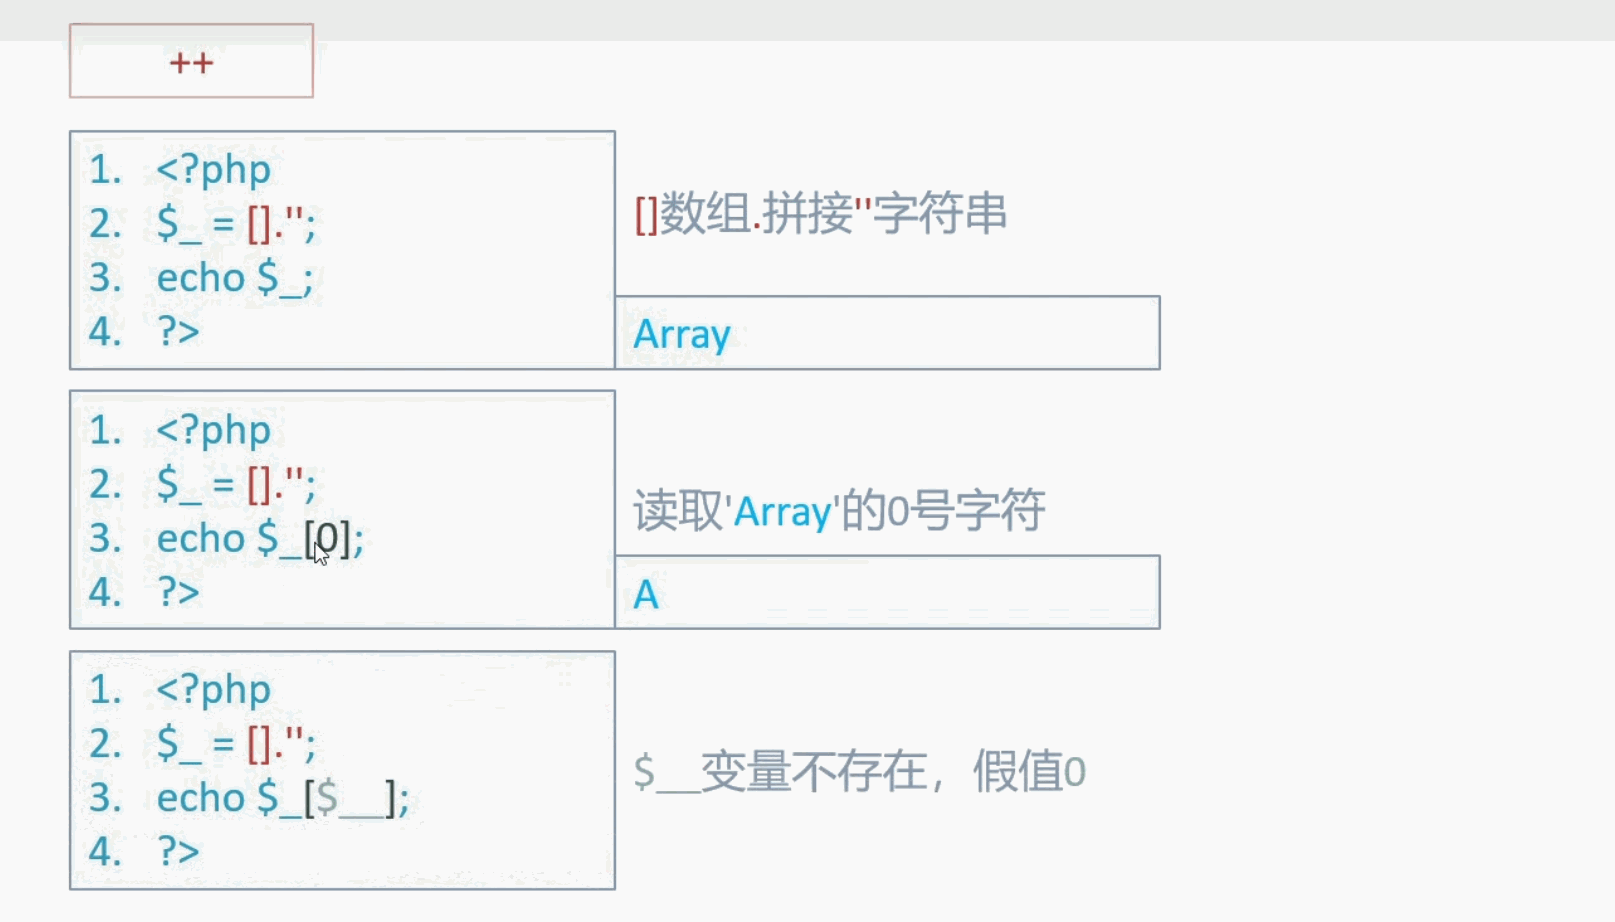 ++
1. <?php
2. $_ = [].'';
3. echo $_;
4. ?>
[]数组.拼接''字符串
Array
1. <?php
2. $_ = [].'';
3. echo $_[0];
4. ?>
读取'Array'的0号字符
A
1. <?php
2. $_ = [].'';
3. echo $_[$__];
4. ?>
$__变量不存在，假值0